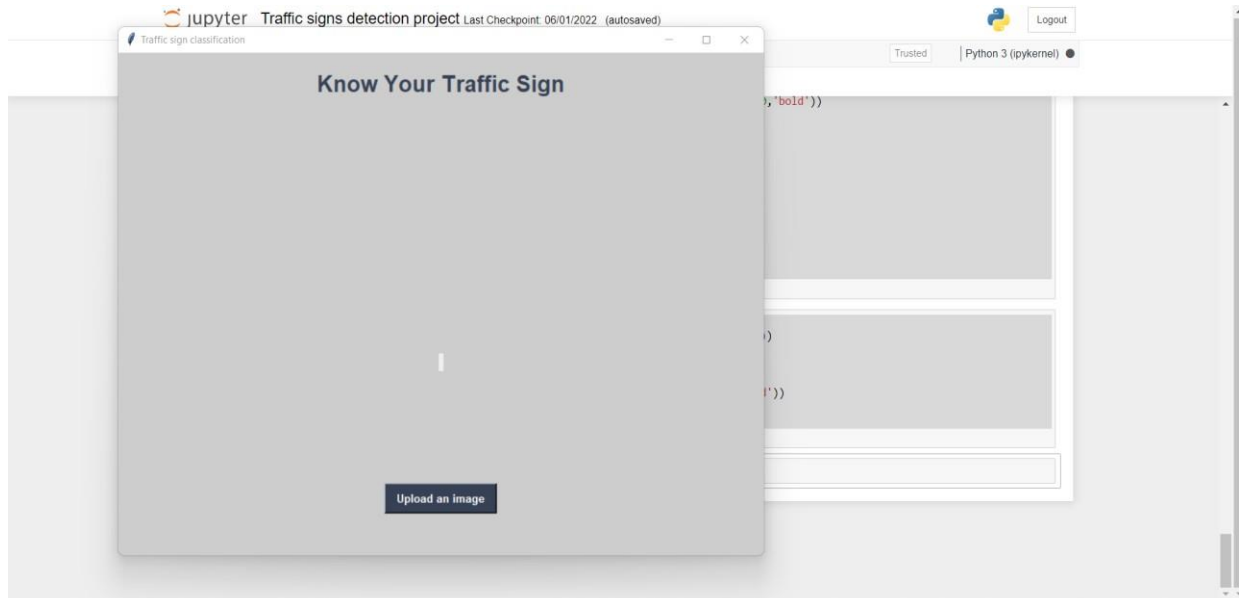 jupyter Traffic signs detection project Last Checkpoint: 06/01/2022 (autosaved)
Logout
Traffic sign classification
Trusted
Python 3 (ipykernel)
Know Your Traffic Sign
,'bold'))
)
'))
Upload an image